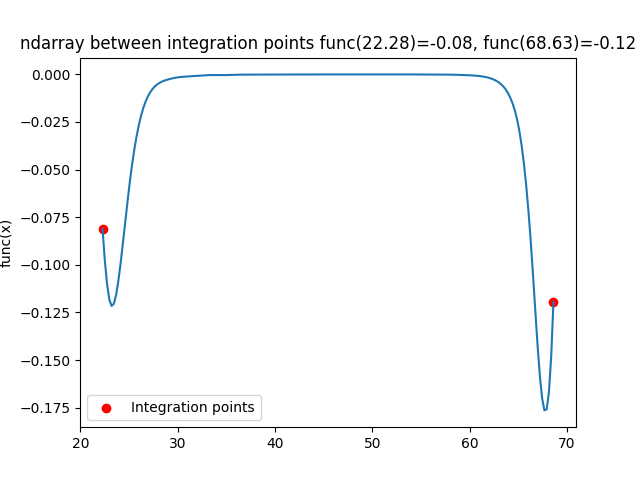 ndarray between integration points func(22.28)=-0.08, func(68.63)=-0.12
0.000
−0.025
−0.050
−0.075
−0.100
−0.125
−0.150
−0.175
func(x)
Integration points
20 30 40 50 60 70